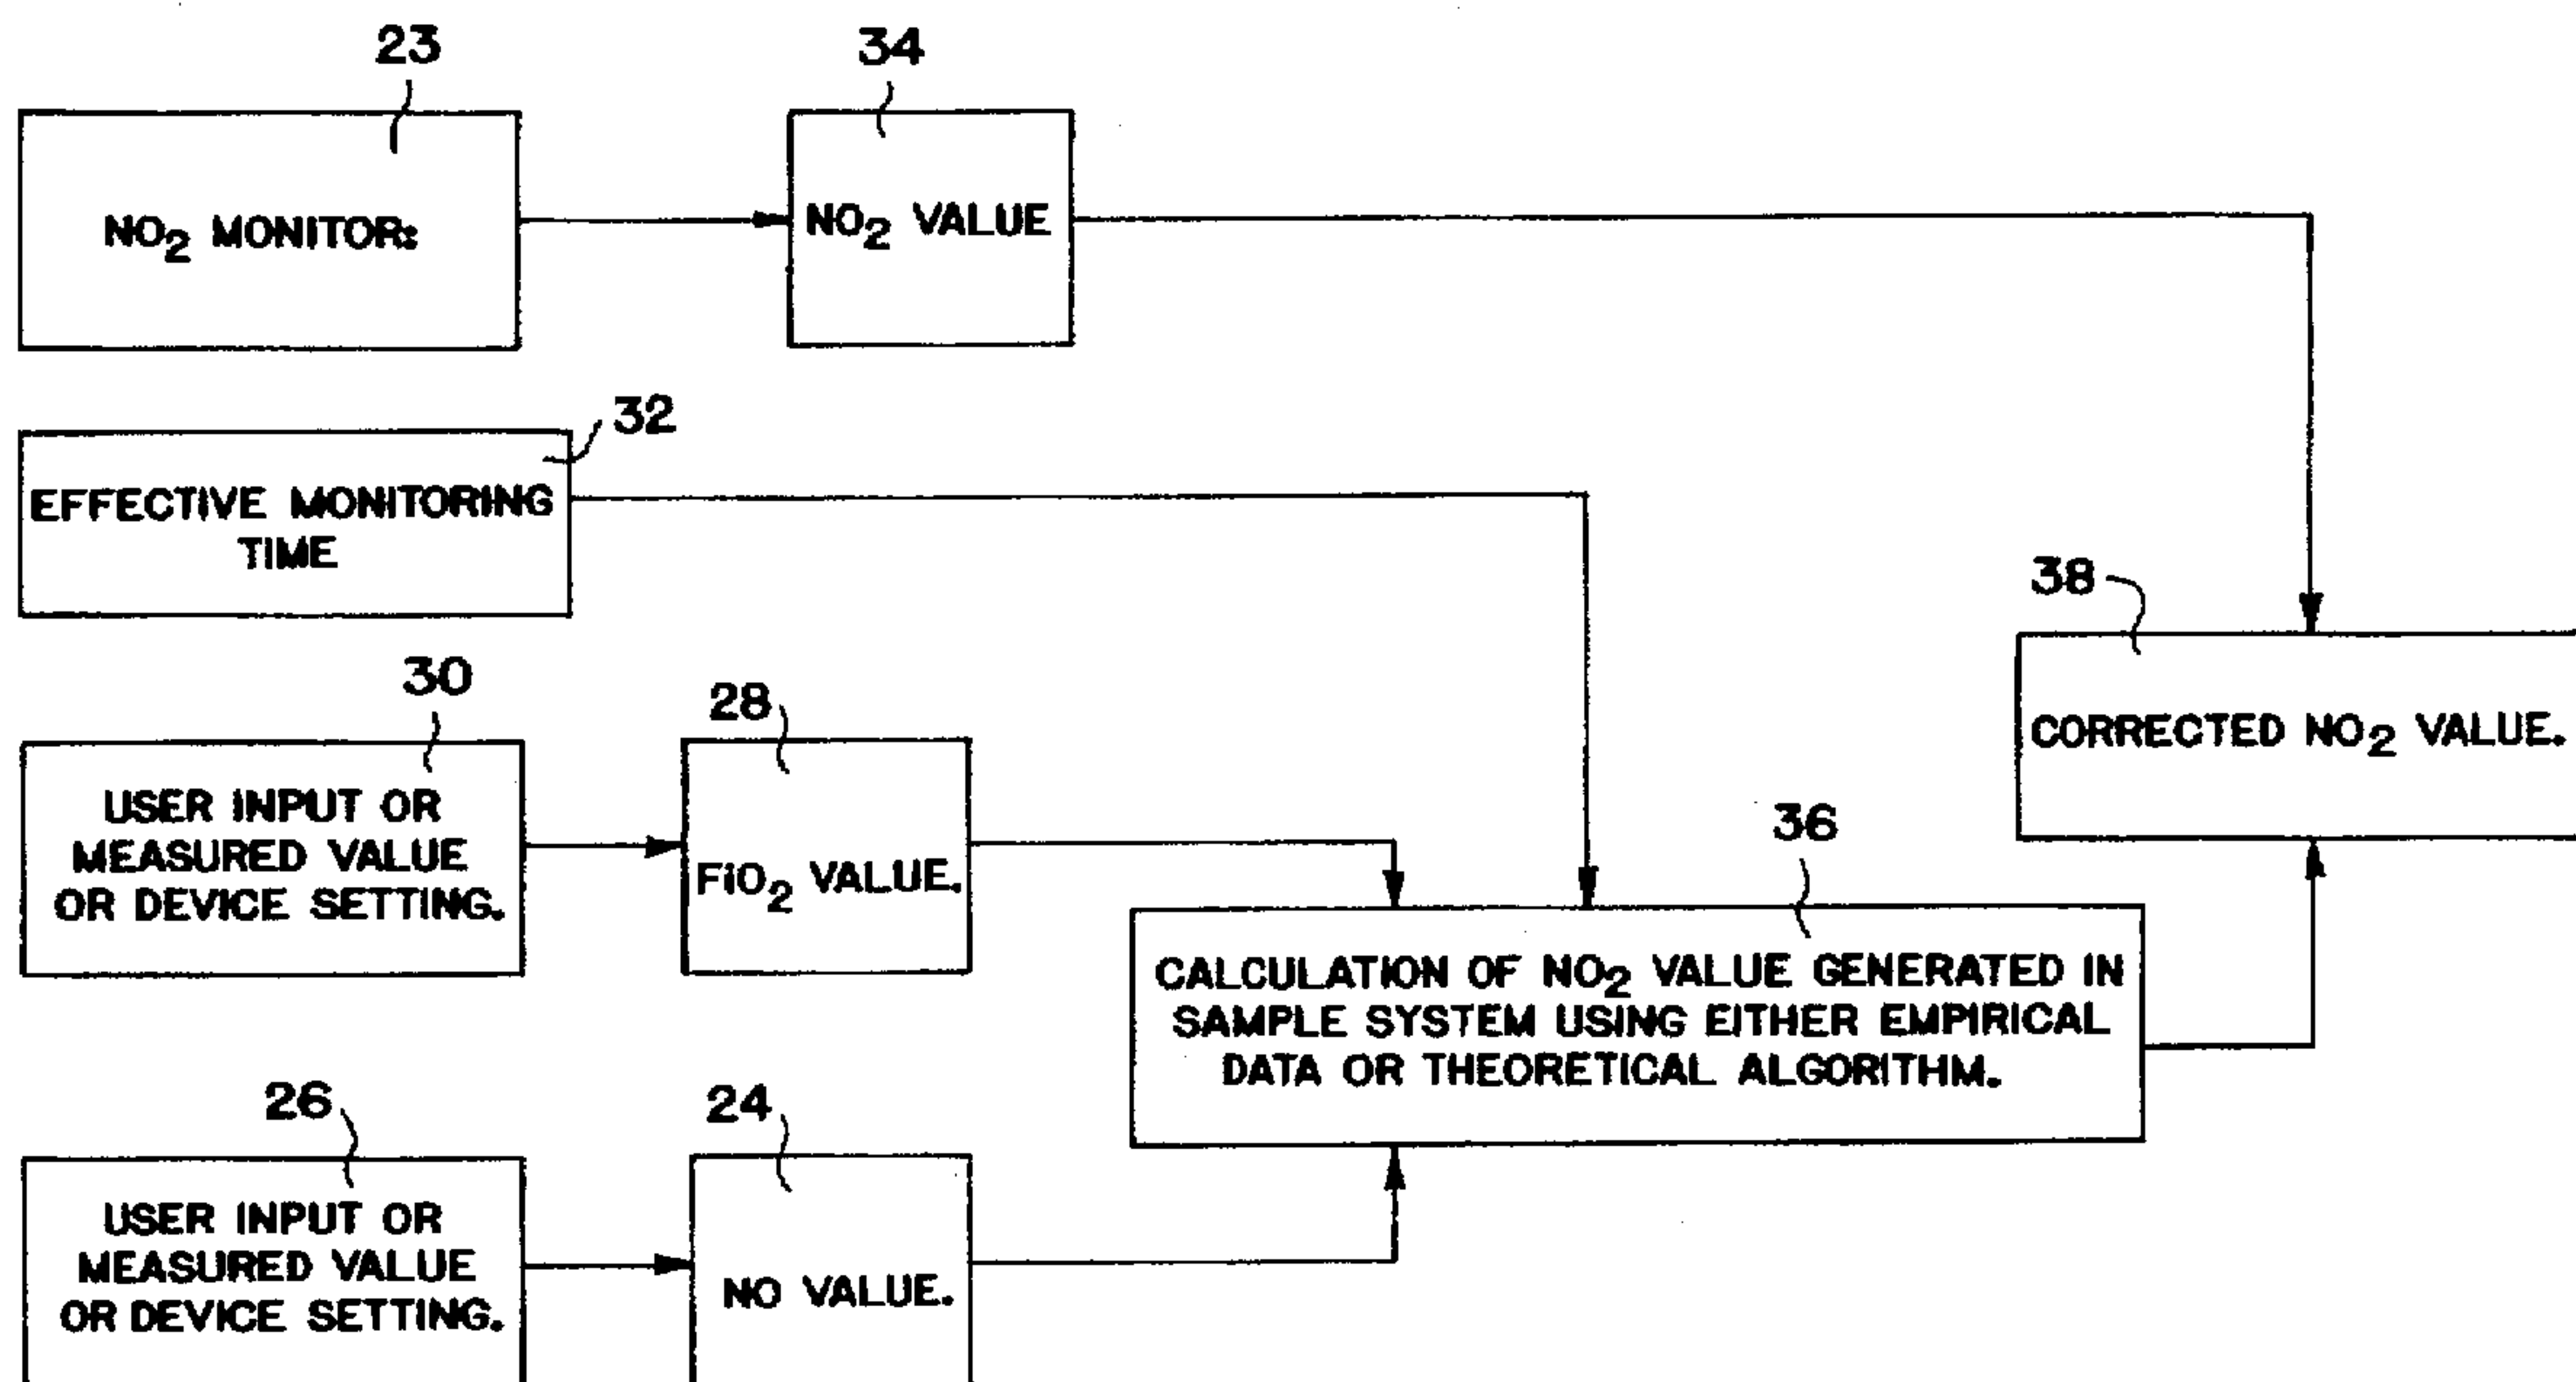 23
34
NO₂ MONITOR:
NO₂ VALUE
32
EFFECTIVE MONITORING
TIME
38
CORRECTED NO₂ VALUE.
30
28
USER INPUT OR
MEASURED VALUE
OR DEVICE SETTING.
FiO₂ VALUE.
36
CALCULATION OF NO₂ VALUE GENERATED IN
SAMPLE SYSTEM USING EITHER EMPIRICAL
DATA OR THEORETICAL ALGORITHM.
26
24
USER INPUT OR
MEASURED VALUE
OR DEVICE SETTING.
NO VALUE.